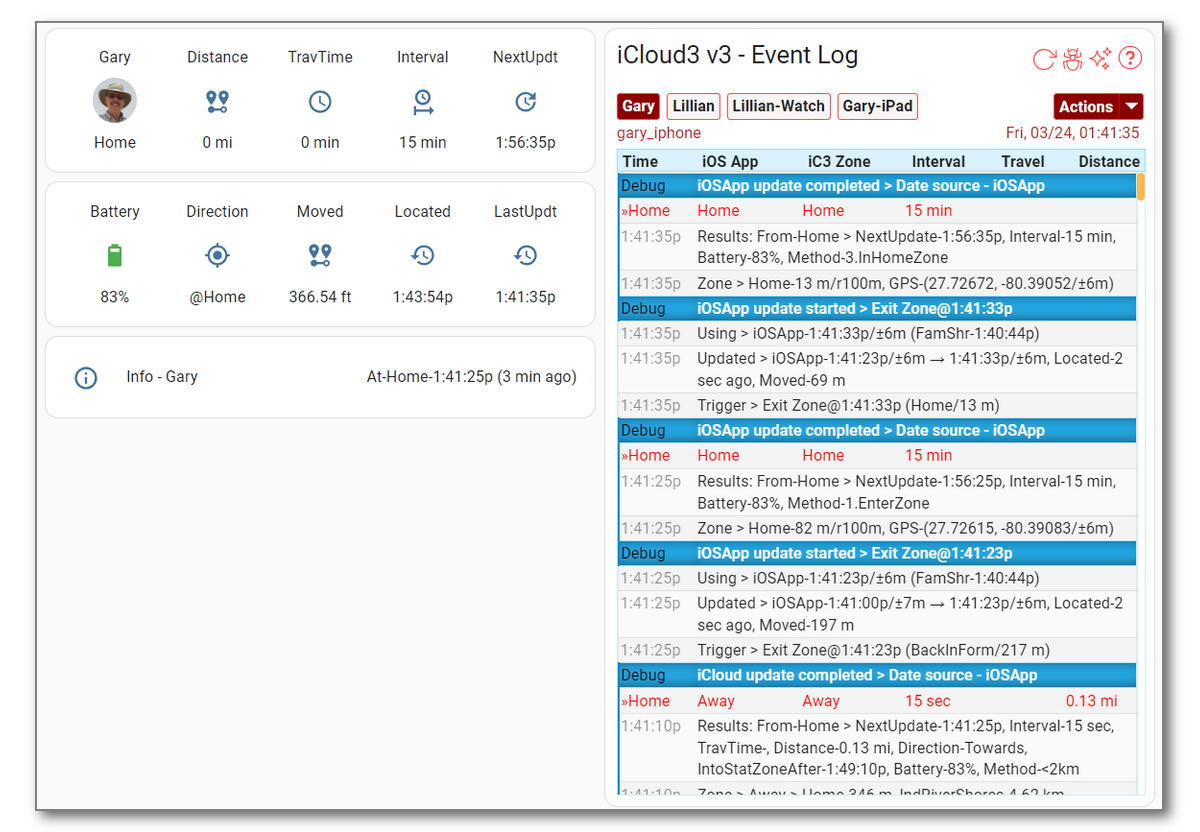 Gary Distance TravTime Interval NextUpdt
Home 0 mi 0 min 15 min 1:56:35p
Battery Direction Moved Located LastUpdt
83% @Home 366.54 ft 1:43:54p 1:41:35p
Info - Gary At-Home-1:41:25p (3 min ago)
iCloud3 v3 - Event Log
Gary Lillian Lillian-Watch Gary-iPad Actions
gary_iphone Fri, 03/24, 01:41:35
Time iOS App iC3 Zone Interval Travel Distance
Debug iOSApp update completed > Date source - iOSApp
»Home Home Home 15 min
1:41:35p Results: From-Home > NextUpdate-1:56:35p, Interval-15 min,
Battery-83%, Method-3.InHomeZone
1:41:35p Zone > Home-13 m/r100m, GPS-(27.72672, -80.39052/±6m)
Debug iOSApp update started > Exit Zone@1:41:33p
1:41:35p Using > iOSApp-1:41:33p/±6m (FamShr-1:40:44p)
1:41:35p Updated > iOSApp-1:41:23p/±6m → 1:41:33p/±6m, Located-2
sec ago, Moved-69 m
1:41:35p Trigger > Exit Zone@1:41:33p (Home/13 m)
Debug iOSApp update completed > Date source - iOSApp
»Home Home Home 15 min
1:41:25p Results: From-Home > NextUpdate-1:56:25p, Interval-15 min,
Battery-83%, Method-1.EnterZone
1:41:25p Zone > Home-82 m/r100m, GPS-(27.72615, -80.39083/±6m)
Debug iOSApp update started > Exit Zone@1:41:23p
1:41:25p Using > iOSApp-1:41:23p/±6m (FamShr-1:40:44p)
1:41:25p Updated > iOSApp-1:41:00p/±7m → 1:41:23p/±6m, Located-2
sec ago, Moved-197 m
1:41:25p Trigger > Exit Zone@1:41:23p (BackInForm/217 m)
Debug iCloud update completed > Date source - iOSApp
»Home Away Away 15 sec 0.13 mi
1:41:10p Results: From-Home > NextUpdate-1:41:25p, Interval-15 sec,
TravTime-, Distance-0.13 mi, Direction-Towards,
IntoStatZoneAfter-1:49:10p, Battery-83%, Method-<2km
1:41:10p Zone > Away > Home-346 m, IndRiverShores-4.62 km